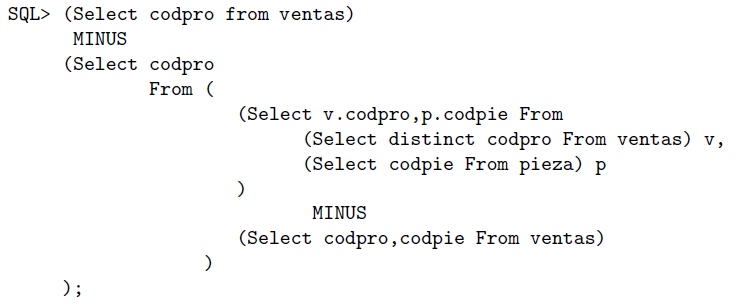 SQL> (Select codpro from ventas)
MINUS
(Select codpro
From (
(Select v.codpro,p.codpie From
(Select distinct codpro From ventas) v,
(Select codpie From pieza) p
)
MINUS
(Select codpro,codpie From ventas)
)
);